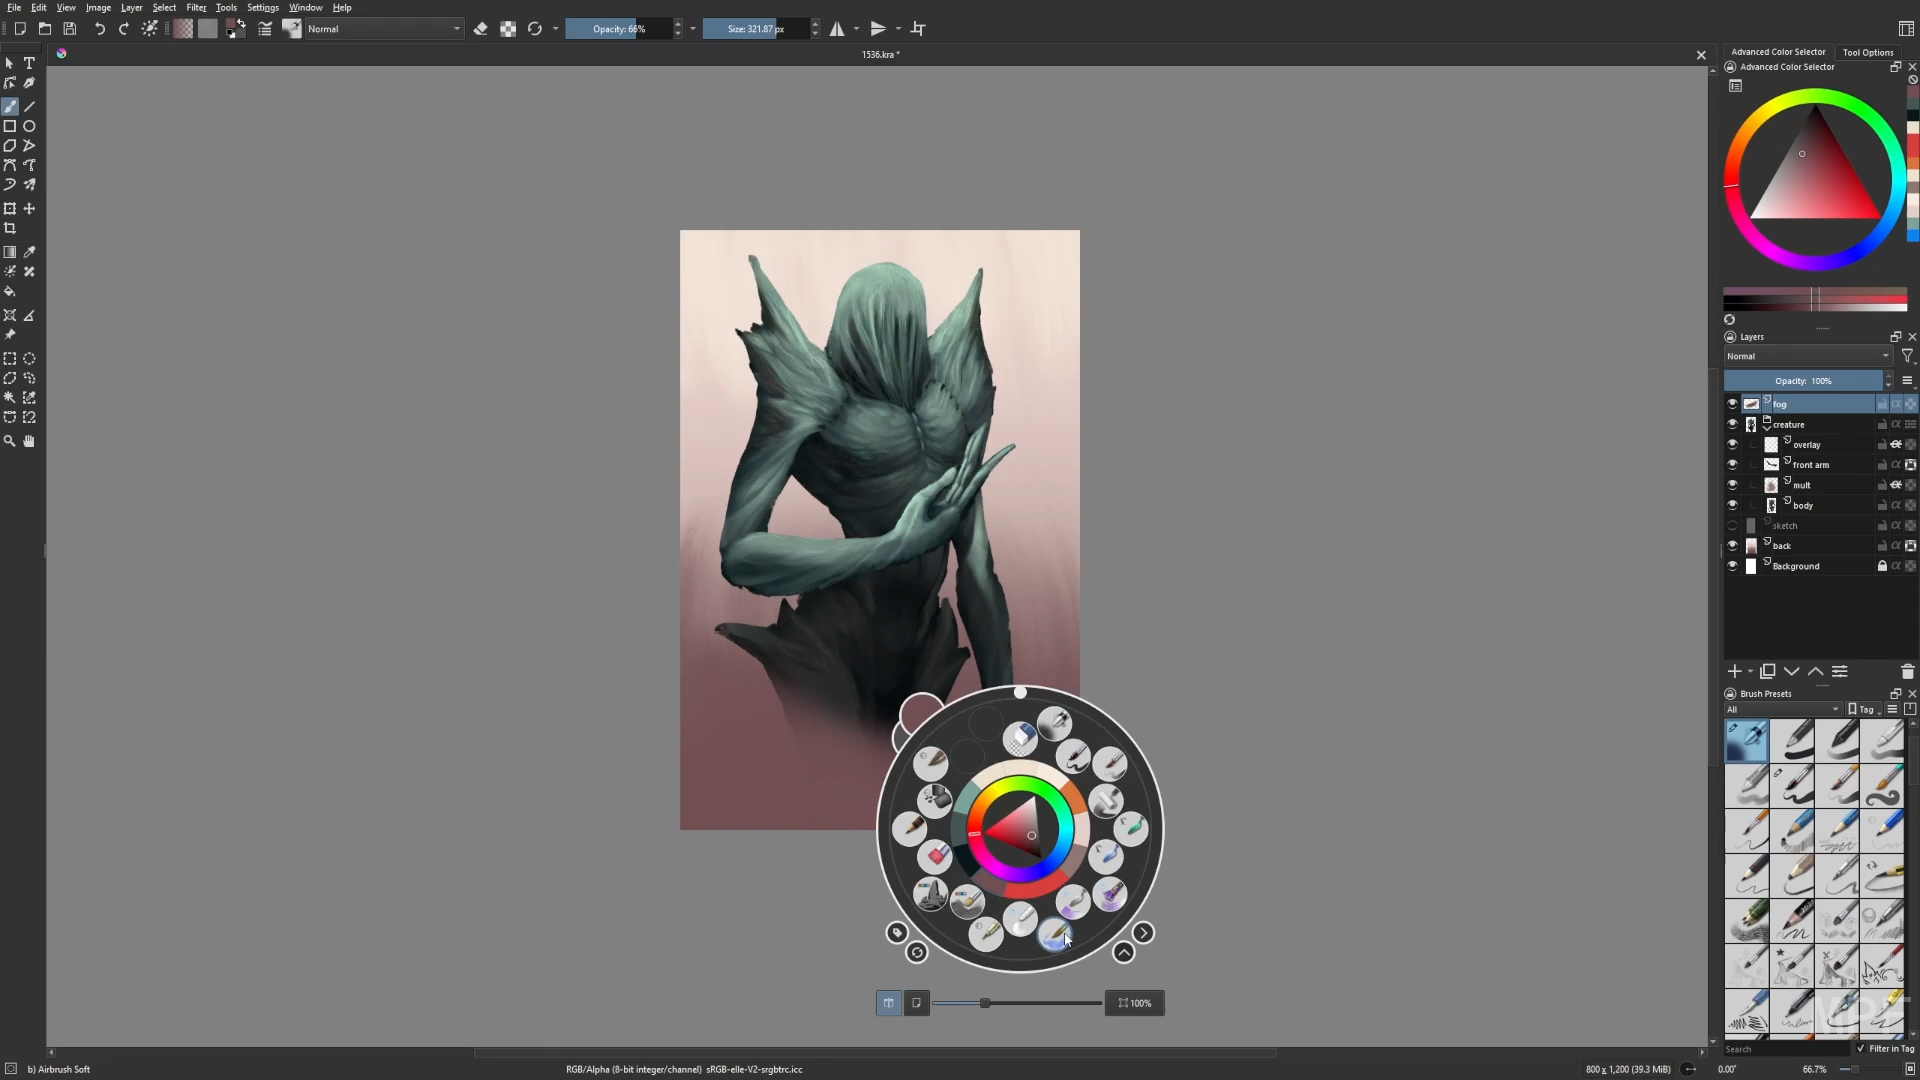 File Edit View Image Layer Select Filter Tools Settings Window Help
Normal
Opacity: 66%
Size: 321.87 px
1536.kra *
Advanced Color Selector
Tool Options
Advanced Color Selector
Layers
Normal
Opacity: 100%
fog
creature
overlay
front arm
mult
body
sketch
back
Background
Brush Presets
All
Tag
100%
Search
Filter in Tag
b) Airbrush Soft
RGB/Alpha (8-bit integer/channel) sRGB-elle-V2-srgbtrc.icc
800 x 1,200 (39.3 MiB)
0.00°
66.7%